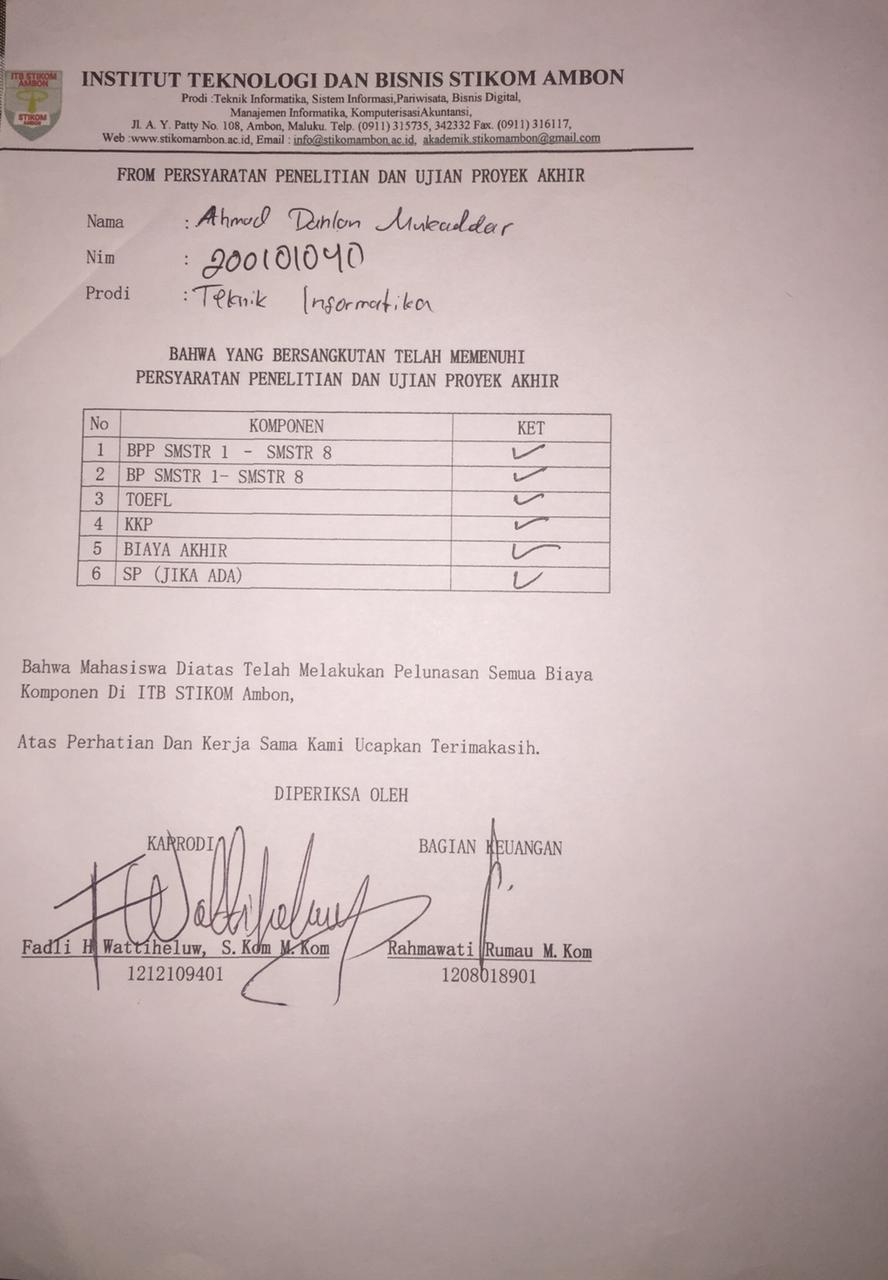 ITB STIKOM
AMBON
STIKOM
AMBON
INSTITUT TEKNOLOGI DAN BISNIS STIKOM AMBON
Prodi :Teknik Informatika, Sistem Informasi,Pariwisata, Bisnis Digital,
Manajemen Informatika, KomputerisasiAkuntansi,
Jl. A. Y. Patty No. 108, Ambon, Maluku. Telp. (0911) 315735, 342332 Fax. (0911) 316117,
Web :www.stikomambon.ac.id, Email : info@stikomambon.ac.id, akademik.stikomambon@gmail.com
FROM PERSYARATAN PENELITIAN DAN UJIAN PROYEK AKHIR
Nama : Ahmad Dahlan Mukaddar
Nim : 200101040
Prodi : Teknik Informatika
BAHWA YANG BERSANGKUTAN TELAH MEMENUHI
PERSYARATAN PENELITIAN DAN UJIAN PROYEK AKHIR
No KOMPONEN KET
1 BPP SMSTR 1 - SMSTR 8 ✓
2 BP SMSTR 1- SMSTR 8 ✓
3 TOEFL ✓
4 KKP ✓
5 BIAYA AKHIR ✓
6 SP (JIKA ADA) ✓
Bahwa Mahasiswa Diatas Telah Melakukan Pelunasan Semua Biaya
Komponen Di ITB STIKOM Ambon,
Atas Perhatian Dan Kerja Sama Kami Ucapkan Terimakasih.
DIPERIKSA OLEH
KAPRODI BAGIAN KEUANGAN
Fadli H Wattiheluw, S. Kom M. Kom Rahmawati Rumau M. Kom
1212109401 1208018901